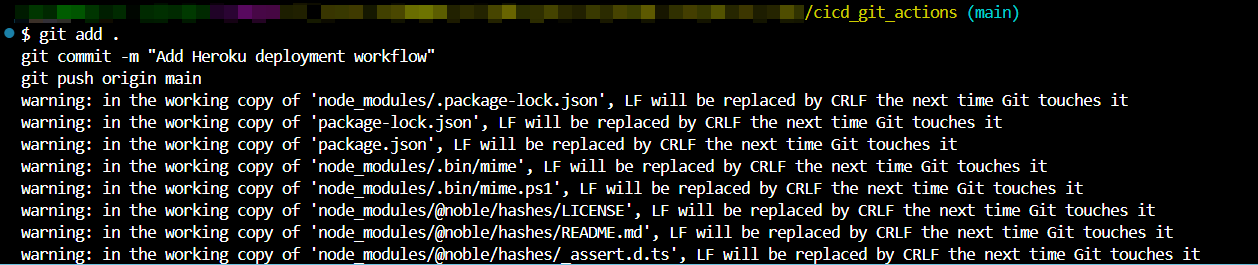 /cicd_git_actions (main)
$ git add .
git commit -m "Add Heroku deployment workflow"
git push origin main
warning: in the working copy of 'node_modules/.package-lock.json', LF will be replaced by CRLF the next time Git touches it
warning: in the working copy of 'package-lock.json', LF will be replaced by CRLF the next time Git touches it
warning: in the working copy of 'package.json', LF will be replaced by CRLF the next time Git touches it
warning: in the working copy of 'node_modules/.bin/mime', LF will be replaced by CRLF the next time Git touches it
warning: in the working copy of 'node_modules/.bin/mime.ps1', LF will be replaced by CRLF the next time Git touches it
warning: in the working copy of 'node_modules/@noble/hashes/LICENSE', LF will be replaced by CRLF the next time Git touches it
warning: in the working copy of 'node_modules/@noble/hashes/README.md', LF will be replaced by CRLF the next time Git touches it
warning: in the working copy of 'node_modules/@noble/hashes/_assert.d.ts', LF will be replaced by CRLF the next time Git touches it